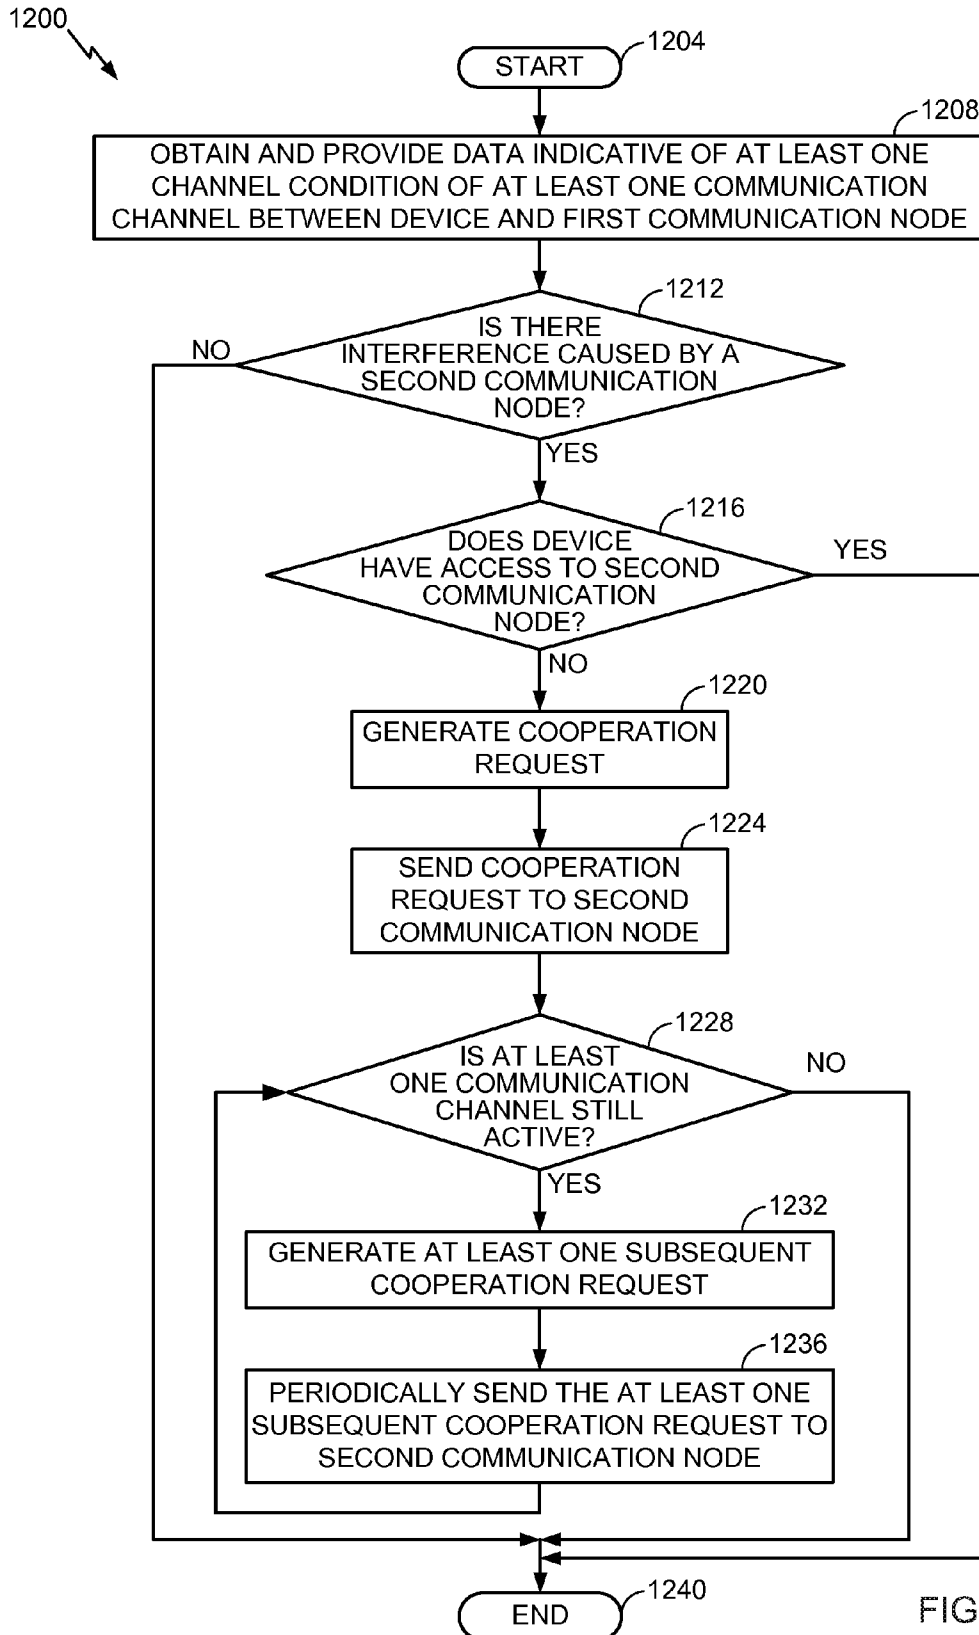 1200
START
1204
1208
OBTAIN AND PROVIDE DATA INDICATIVE OF AT LEAST ONE
CHANNEL CONDITION OF AT LEAST ONE COMMUNICATION
CHANNEL BETWEEN DEVICE AND FIRST COMMUNICATION NODE
1212
IS THERE
INTERFERENCE CAUSED BY A
SECOND COMMUNICATION
NODE?
NO
YES
1216
DOES DEVICE
HAVE ACCESS TO SECOND
COMMUNICATION
NODE?
YES
NO
1220
GENERATE COOPERATION
REQUEST
1224
SEND COOPERATION
REQUEST TO SECOND
COMMUNICATION NODE
1228
IS AT LEAST
ONE COMMUNICATION
CHANNEL STILL
ACTIVE?
NO
YES
1232
GENERATE AT LEAST ONE SUBSEQUENT
COOPERATION REQUEST
1236
PERIODICALLY SEND THE AT LEAST ONE
SUBSEQUENT COOPERATION REQUEST TO
SECOND COMMUNICATION NODE
1240
END
FIG